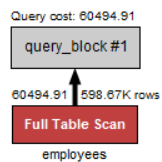 Query cost: 60494.91
query_block #1
60494.91 598.67K rows
Full Table Scan
employees